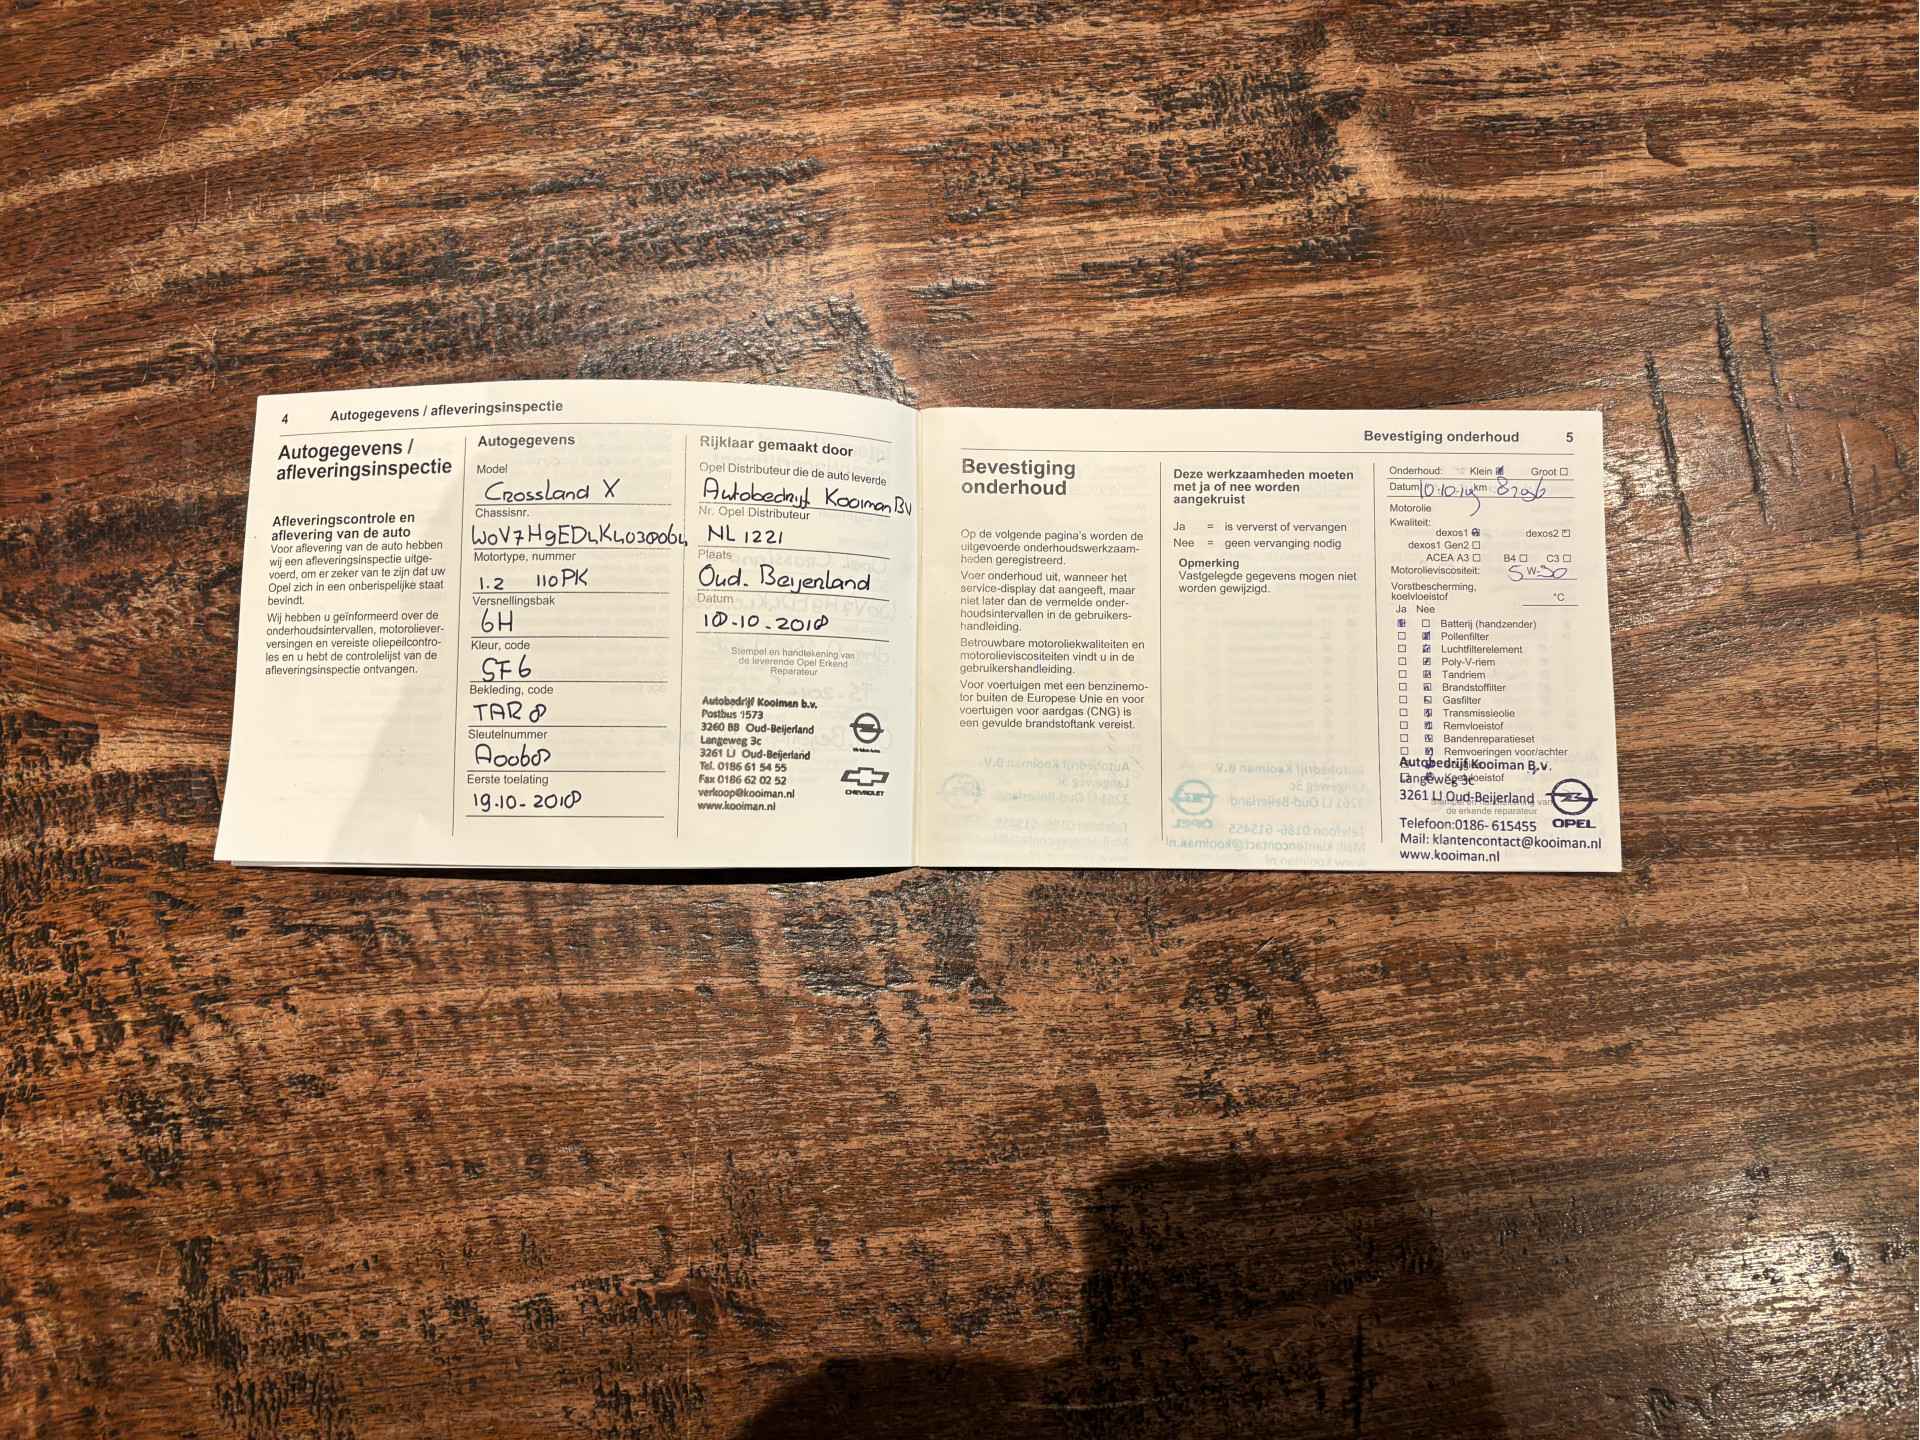 4 Autogegevens / afleveringsinspectie
Autogegevens /
afleveringsinspectie
Afleveringscontrole en
aflevering van de auto
Voor aflevering van de auto hebben
wij een afleveringsinspectie uitge-
voerd, om er zeker van te zijn dat uw
Opel zich in een onberispelijke staat
bevindt.
Wij hebben u geïnformeerd over de
onderhoudsintervallen, motoroliever-
versingen en vereiste oliepeilcontro-
les en u hebt de controlelijst van de
afleveringsinspectie ontvangen.
Autogegevens
Model
Crossland X
Chassisnr.
W0V7H9ED4K4030064
Motortype, nummer
1.2 110PK
Versnellingsbak
6H
Kleur, code
SF6
Bekleding, code
TAR8
Sleutelnummer
Eerste toelating
19.10-2018
Rijklaar gemaakt door
Opel Distributeur die de auto leverde
Autobedrijf Kooiman BV
Nr. Opel Distributeur
NL 1221
Plaats
Oud. Beijerland
Datum
18-10-2018
Stempel en handtekening van
de leverende Opel Erkend
Reparateur
Autobedrijf Kooiman b.v.
Postbus 1573
3260 BB Oud-Beijerland
Langeweg 3c
3261 LJ Oud-Beijerland
Tel. 0186 61 54 55
Fax 0186 62 02 52
verkoop@kooiman.nl
www.kooiman.nl
CHEVROLET
Bevestiging onderhoud 5
Bevestiging
onderhoud
Op de volgende pagina's worden de
uitgevoerde onderhoudswerkzaam-
heden geregistreerd.
Voer onderhoud uit, wanneer het
service-display dat aangeeft, maar
niet later dan de vermelde onder-
houdsintervallen in de gebruikers-
handleiding.
Betrouwbare motoroliekwaliteiten en
motorolieviscositeiten vindt u in de
gebruikershandleiding.
Voor voertuigen met een benzinemo-
tor buiten de Europese Unie en voor
voertuigen voor aardgas (CNG) is
een gevulde brandstoftank vereist.
Deze werkzaamheden moeten
met ja of nee worden
aangekruist
Ja = is ververst of vervangen
Nee = geen vervanging nodig
Opmerking
Vastgelegde gegevens mogen niet
worden gewijzigd.
Onderhoud: Klein Groot
Datum 10-10-19 km 8296
Motorolie
Kwaliteit:
dexos1 dexos2
dexos1 Gen2
ACEA A3 B4 C3
Motorolieviscositeit: 5 W-30
Vorstbescherming,
koelvloeistof °C
Ja Nee
Batterij (handzender)
Pollenfilter
Luchtfilterelement
Poly-V-riem
Tandriem
Brandstoffilter
Gasfilter
Transmissieolie
Remvloeistof
Bandenreparatieset
Remvoeringen voor/achter
Koelvloeistof
Stempel en handtekening van
de erkende reparateur
Autobedrijf Kooiman B.v.
Langeweg 3c
3261 LJ Oud-Beijerland
OPEL
Telefoon:0186- 615455
Mail: klantencontact@kooiman.nl
www.kooiman.nl